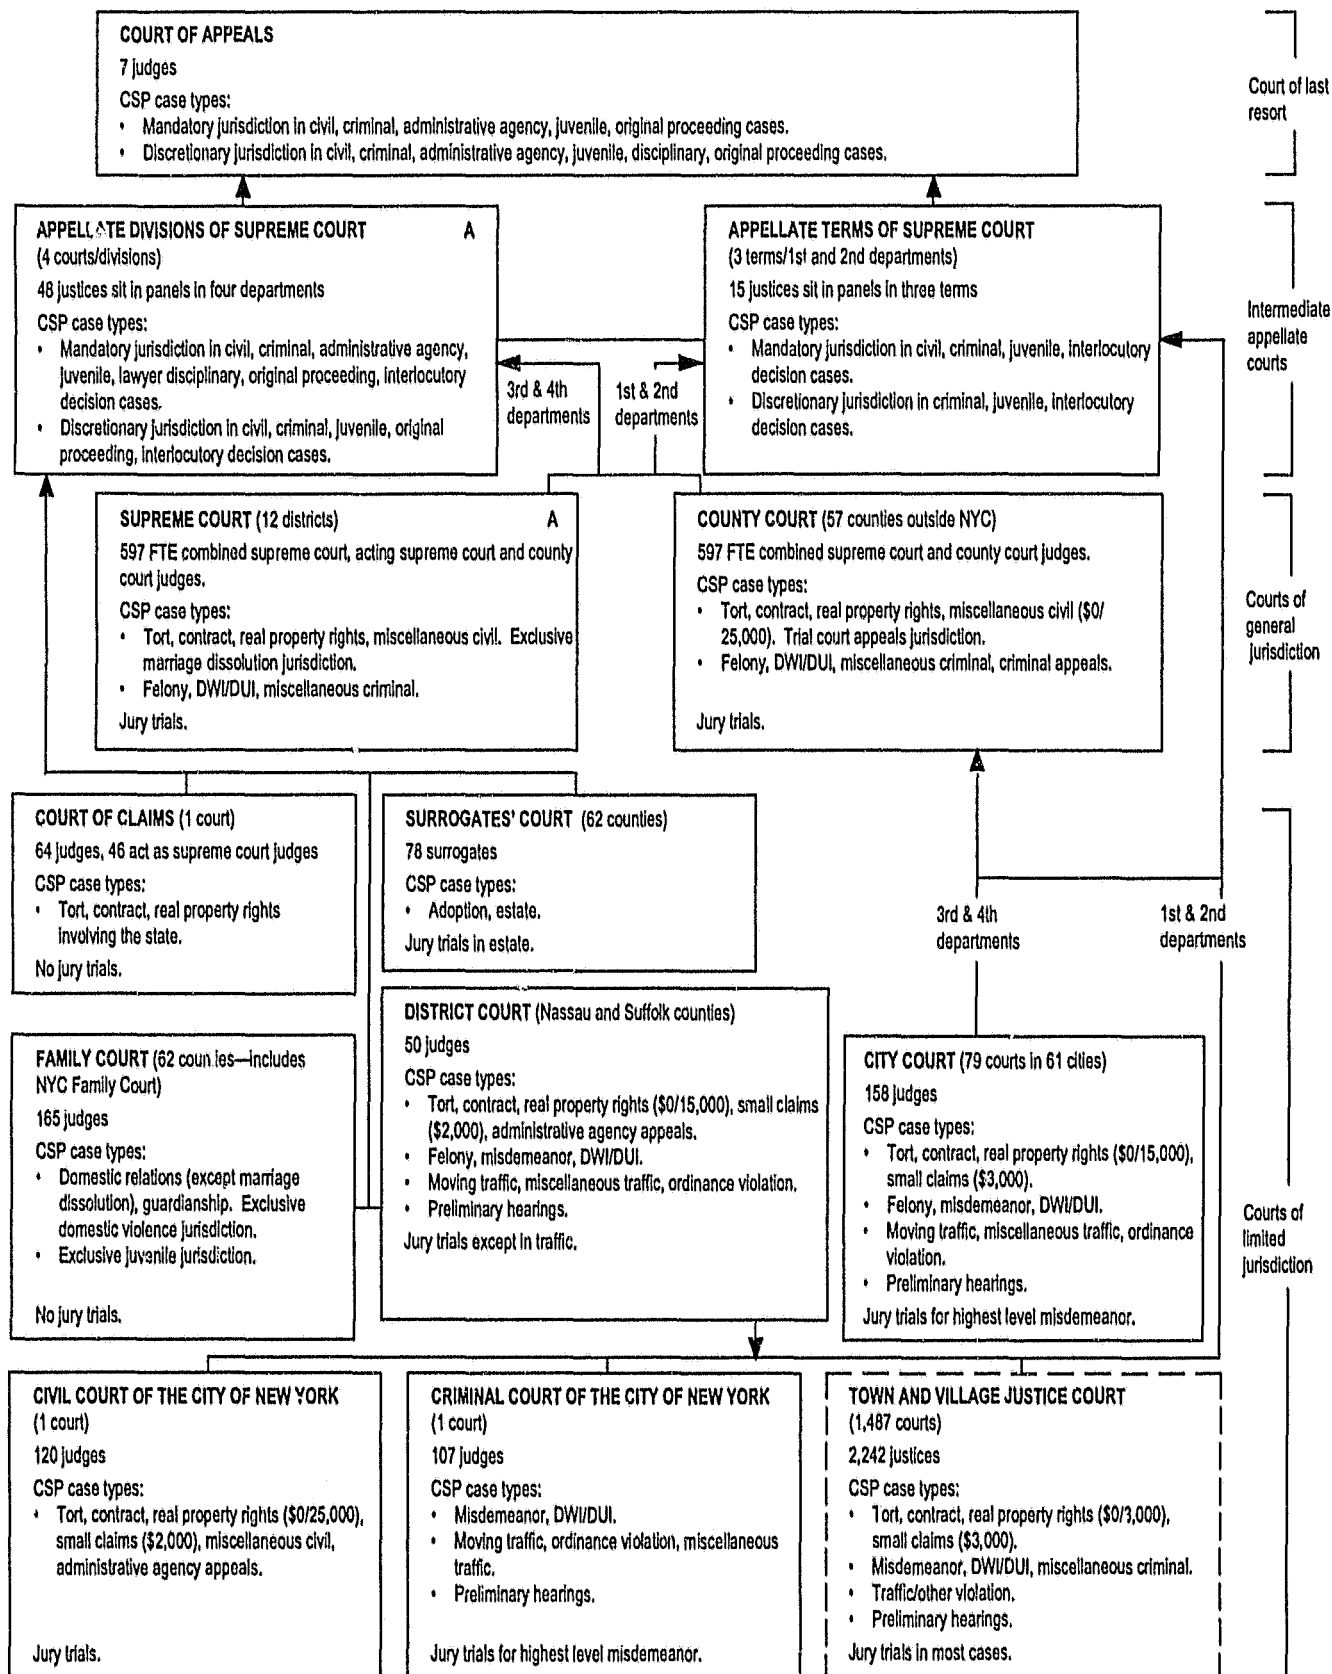 COURT OF APPEALS
7 judges
CSP case types:
• Mandatory jurisdiction in civil, criminal, administrative agency, juvenile, original proceeding cases.
• Discretionary jurisdiction in civil, criminal, administrative agency, juvenile, disciplinary, original proceeding cases.
Court of last
resort
APPELLATE DIVISIONS OF SUPREME COURT A
(4 courts/divisions)
48 justices sit in panels in four departments
CSP case types:
• Mandatory jurisdiction in civil, criminal, administrative agency,
juvenile, lawyer disciplinary, original proceeding, interlocutory
decision cases.
• Discretionary jurisdiction in civil, criminal, juvenile, original
proceeding, interlocutory decision cases.
3rd & 4th
departments
1st & 2nd
departments
APPELLATE TERMS OF SUPREME COURT
(3 terms/1st and 2nd departments)
15 justices sit in panels in three terms
CSP case types:
• Mandatory jurisdiction in civil, criminal, juvenile, interlocutory
decision cases.
• Discretionary jurisdiction in criminal, juvenile, interlocutory
decision cases.
Intermediate
appellate
courts
SUPREME COURT (12 districts) A
597 FTE combined supreme court, acting supreme court and county
court judges.
CSP case types:
• Tort, contract, real property rights, miscellaneous civil. Exclusive
marriage dissolution jurisdiction.
• Felony, DWI/DUI, miscellaneous criminal.
Jury trials.
COUNTY COURT (57 counties outside NYC)
597 FTE combined supreme court and county court judges.
CSP case types:
• Tort, contract, real property rights, miscellaneous civil ($0/
25,000). Trial court appeals jurisdiction.
• Felony, DWI/DUI, miscellaneous criminal, criminal appeals.
Jury trials.
Courts of
general
jurisdiction
COURT OF CLAIMS (1 court)
64 judges, 46 act as supreme court judges
CSP case types:
• Tort, contract, real property rights
involving the state.
No jury trials.
SURROGATES' COURT (62 counties)
78 surrogates
CSP case types:
• Adoption, estate.
Jury trials in estate.
3rd & 4th
departments
1st & 2nd
departments
FAMILY COURT (62 counties—includes
NYC Family Court)
165 judges
CSP case types:
• Domestic relations (except marriage
dissolution), guardianship. Exclusive
domestic violence jurisdiction.
• Exclusive juvenile jurisdiction.
No jury trials.
DISTRICT COURT (Nassau and Suffolk counties)
50 judges
CSP case types:
• Tort, contract, real property rights ($0/15,000), small claims
($2,000), administrative agency appeals.
• Felony, misdemeanor, DWI/DUI.
• Moving traffic, miscellaneous traffic, ordinance violation.
• Preliminary hearings.
Jury trials except in traffic.
CITY COURT (79 courts in 61 cities)
158 judges
CSP case types:
• Tort, contract, real property rights ($0/15,000),
small claims ($3,000).
• Felony, misdemeanor, DWI/DUI.
• Moving traffic, miscellaneous traffic, ordinance
violation.
• Preliminary hearings.
Jury trials for highest level misdemeanor.
Courts of
limited
jurisdiction
CIVIL COURT OF THE CITY OF NEW YORK
(1 court)
120 judges
CSP case types:
• Tort, contract, real property rights ($0/25,000),
small claims ($2,000), miscellaneous civil,
administrative agency appeals.
Jury trials.
CRIMINAL COURT OF THE CITY OF NEW YORK
(1 court)
107 judges
CSP case types:
• Misdemeanor, DWI/DUI.
• Moving traffic, ordinance violation, miscellaneous
traffic.
• Preliminary hearings.
Jury trials for highest level misdemeanor.
TOWN AND VILLAGE JUSTICE COURT
(1,487 courts)
2,242 justices
CSP case types:
• Tort, contract, real property rights ($0/3,000),
small claims ($3,000).
• Misdemeanor, DWI/DUI, miscellaneous criminal.
• Traffic/other violation.
• Preliminary hearings.
Jury trials in most cases.